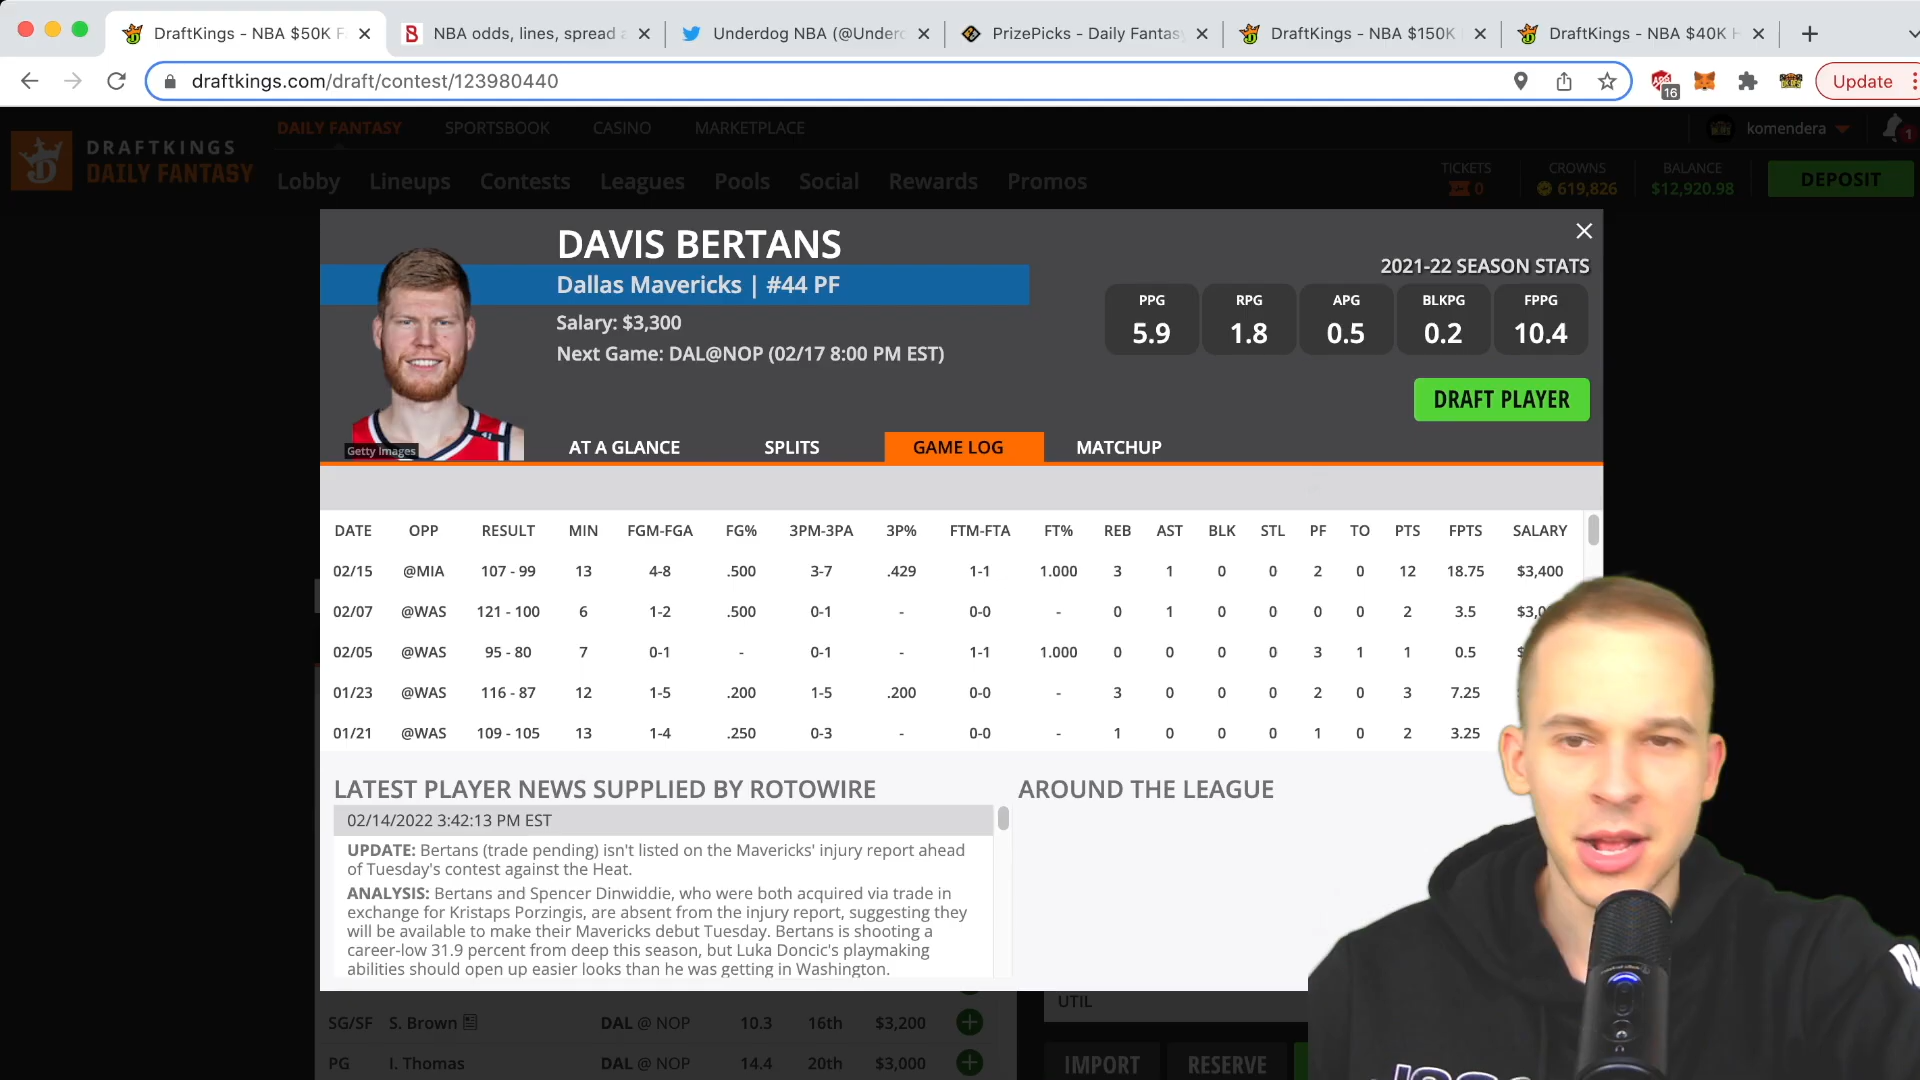 DraftKings - NBA $50K F
NBA odds, lines, spread
Underdog NBA (@Underd
PrizePicks - Daily Fantasy
DraftKings - NBA $150K
DraftKings - NBA $40K
draftkings.com/draft/contest/123980440
16
Update
DRAFTKINGS
DAILY FANTASY
DAILY FANTASY SPORTSBOOK CASINO MARKETPLACE
komendera
1
Lobby Lineups Contests Leagues Pools Social Rewards Promos
TICKETS
0
CROWNS
619,826
BALANCE
$12,920.98
DEPOSIT
DAVIS BERTANS
Dallas Mavericks | #44 PF
Salary: $3,300
Next Game: DAL@NOP (02/17 8:00 PM EST)
Getty Images
2021-22 SEASON STATS
PPG RPG APG BLKPG FPPG
5.9 1.8 0.5 0.2 10.4
DRAFT PLAYER
AT A GLANCE SPLITS GAME LOG MATCHUP
DATE OPP RESULT MIN FGM-FGA FG% 3PM-3PA 3P% FTM-FTA FT% REB AST BLK STL PF TO PTS FPTS SALARY
02/15 @MIA 107 - 99 13 4-8 .500 3-7 .429 1-1 1.000 3 1 0 0 2 0 12 18.75 $3,400
02/07 @WAS 121 - 100 6 1-2 .500 0-1 - 0-0 - 0 1 0 0 0 0 2 3.5
02/05 @WAS 95 - 80 7 0-1 - 0-1 - 1-1 1.000 0 0 0 0 3 1 1 0.5
01/23 @WAS 116 - 87 12 1-5 .200 1-5 .200 0-0 - 3 0 0 0 2 0 3 7.25
01/21 @WAS 109 - 105 13 1-4 .250 0-3 - 0-0 - 1 0 0 0 1 0 2 3.25
LATEST PLAYER NEWS SUPPLIED BY ROTOWIRE
02/14/2022 3:42:13 PM EST
UPDATE: Bertans (trade pending) isn't listed on the Mavericks' injury report ahead
of Tuesday's contest against the Heat.
ANALYSIS: Bertans and Spencer Dinwiddie, who were both acquired via trade in
exchange for Kristaps Porzingis, are absent from the injury report, suggesting they
will be available to make their Mavericks debut Tuesday. Bertans is shooting a
career-low 31.9 percent from deep this season, but Luka Doncic's playmaking
abilities should open up easier looks than he was getting in Washington.
AROUND THE LEAGUE
SG/SF S. Brown DAL @ NOP 10.3 16th $3,200
PG I. Thomas DAL @ NOP 14.4 20th $3,000
UTIL
IMPORT RESERVE